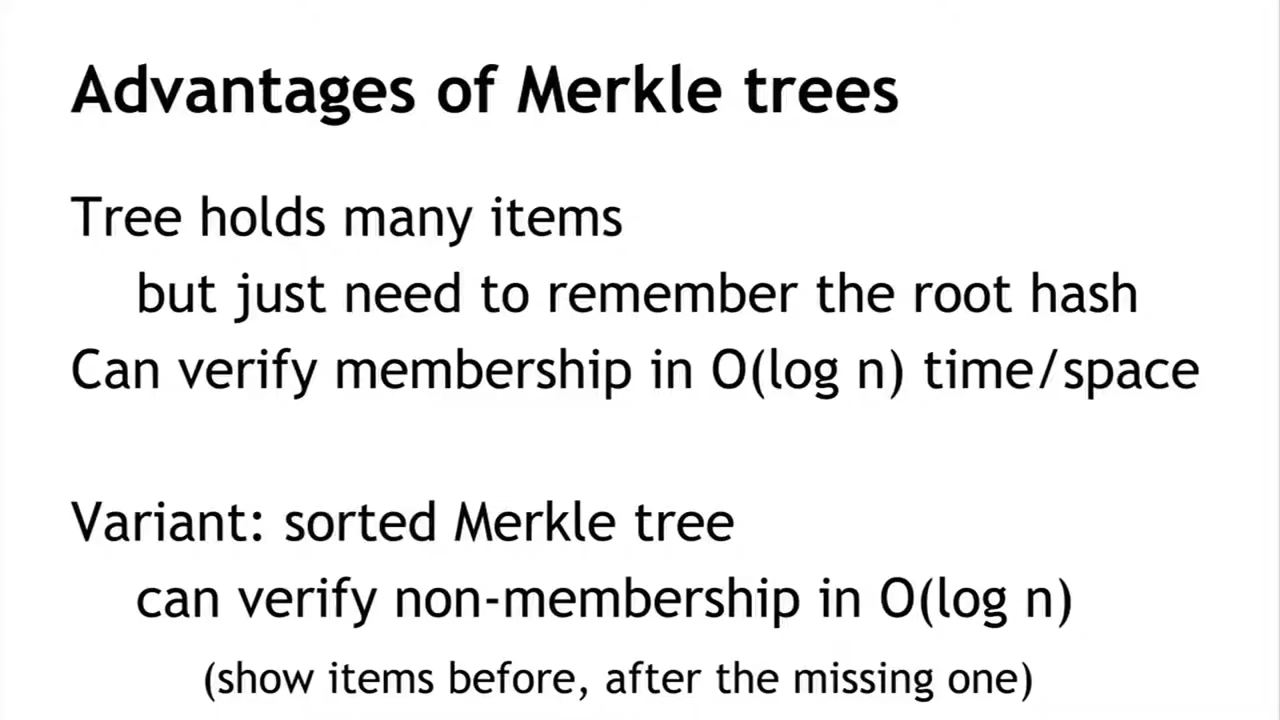 Advantages of Merkle trees
Tree holds many items
but just need to remember the root hash
Can verify membership in O(log n) time/space
Variant: sorted Merkle tree
can verify non-membership in O(log n)
(show items before, after the missing one)